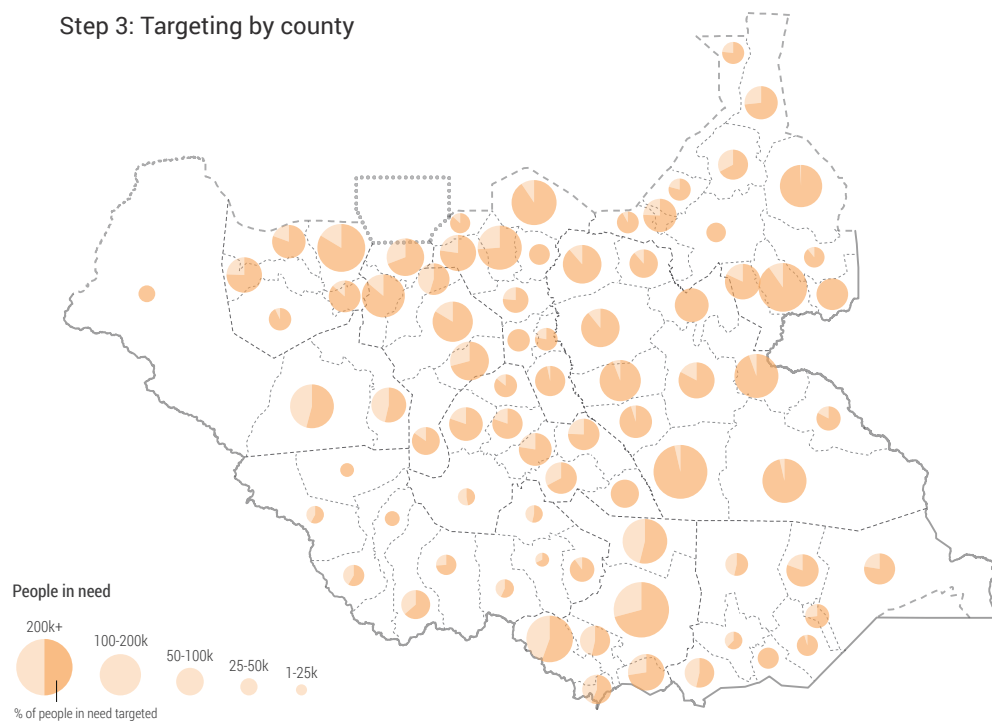 Step 3: Targeting by county
People in need
200k+
100-200k
50-100k
25-50k
1-25k
% of people in need targeted